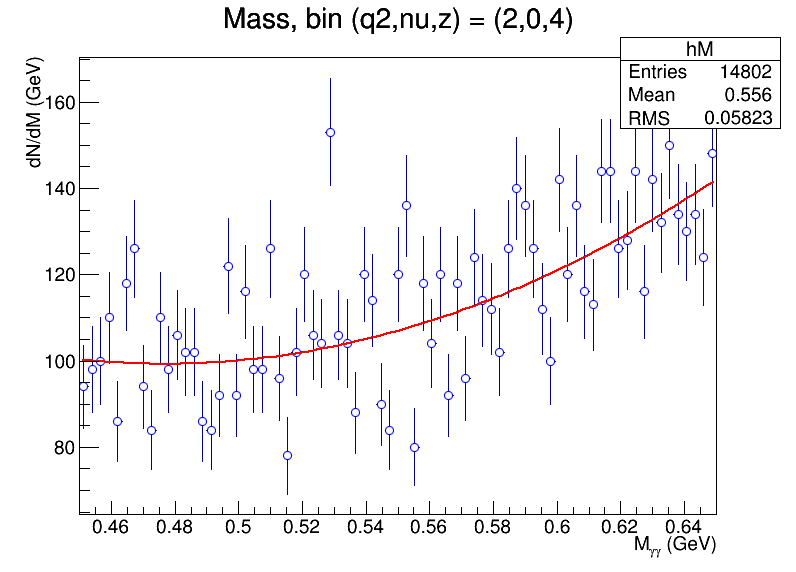 Mass, bin (q2,nu,z) = (2,0,4)
hM
Entries 14802
Mean 0.556
RMS 0.05823
dN/dM (GeV)
160
140
120
100
80
0.46 0.48 0.5 0.52 0.54 0.56 0.58 0.6 0.62 0.64
Mγγ (GeV)